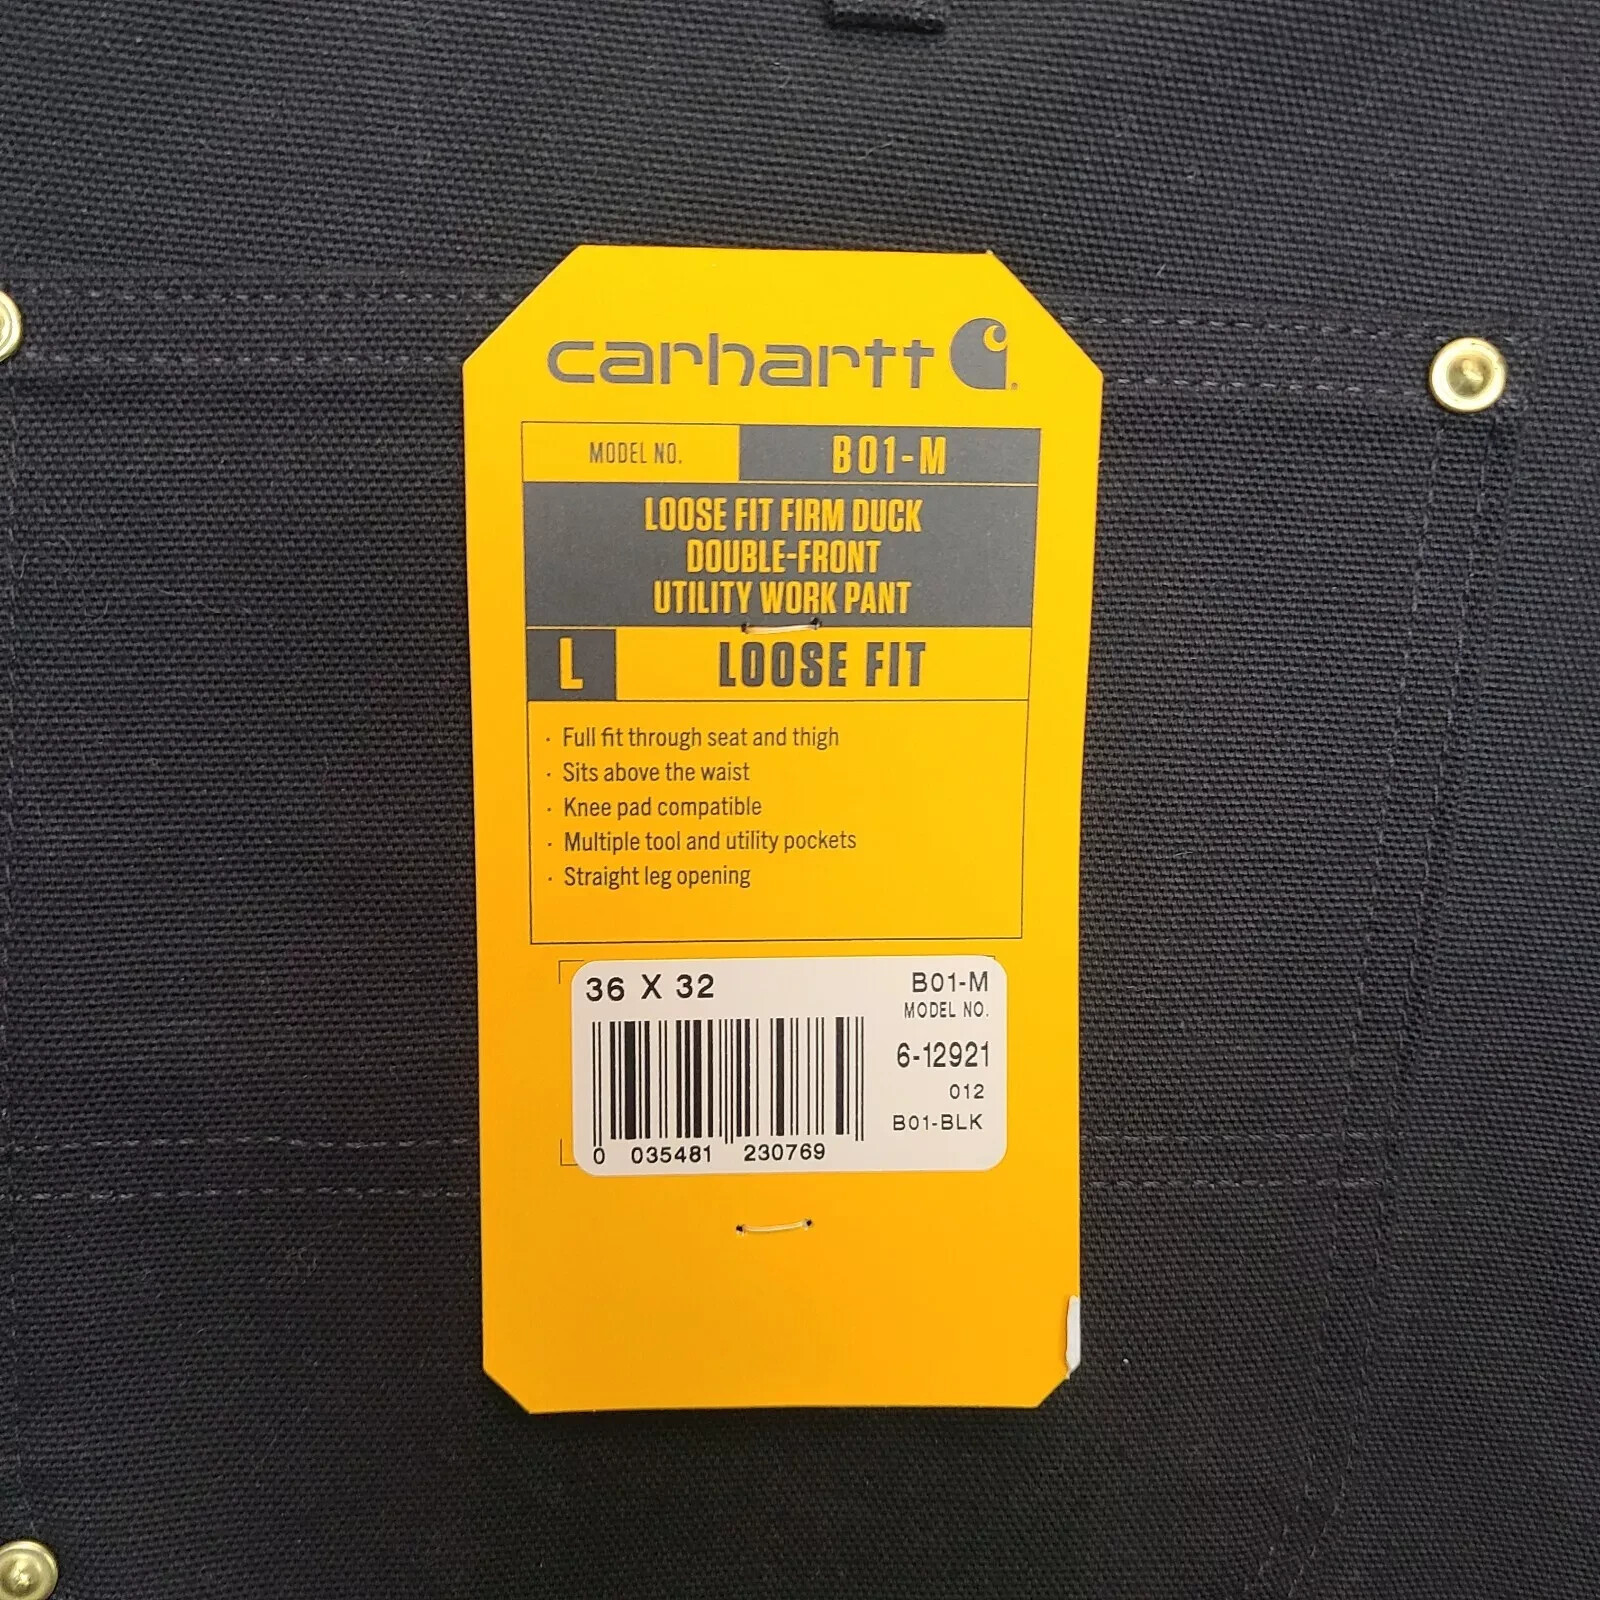 carhartt
MODEL NO. B01-M
LOOSE FIT FIRM DUCK
DOUBLE-FRONT
UTILITY WORK PANT
L LOOSE FIT
· Full fit through seat and thigh
· Sits above the waist
· Knee pad compatible
· Multiple tool and utility pockets
· Straight leg opening
36 X 32 B01-M
MODEL NO.
6-12921
012
B01-BLK
0 035481 230769